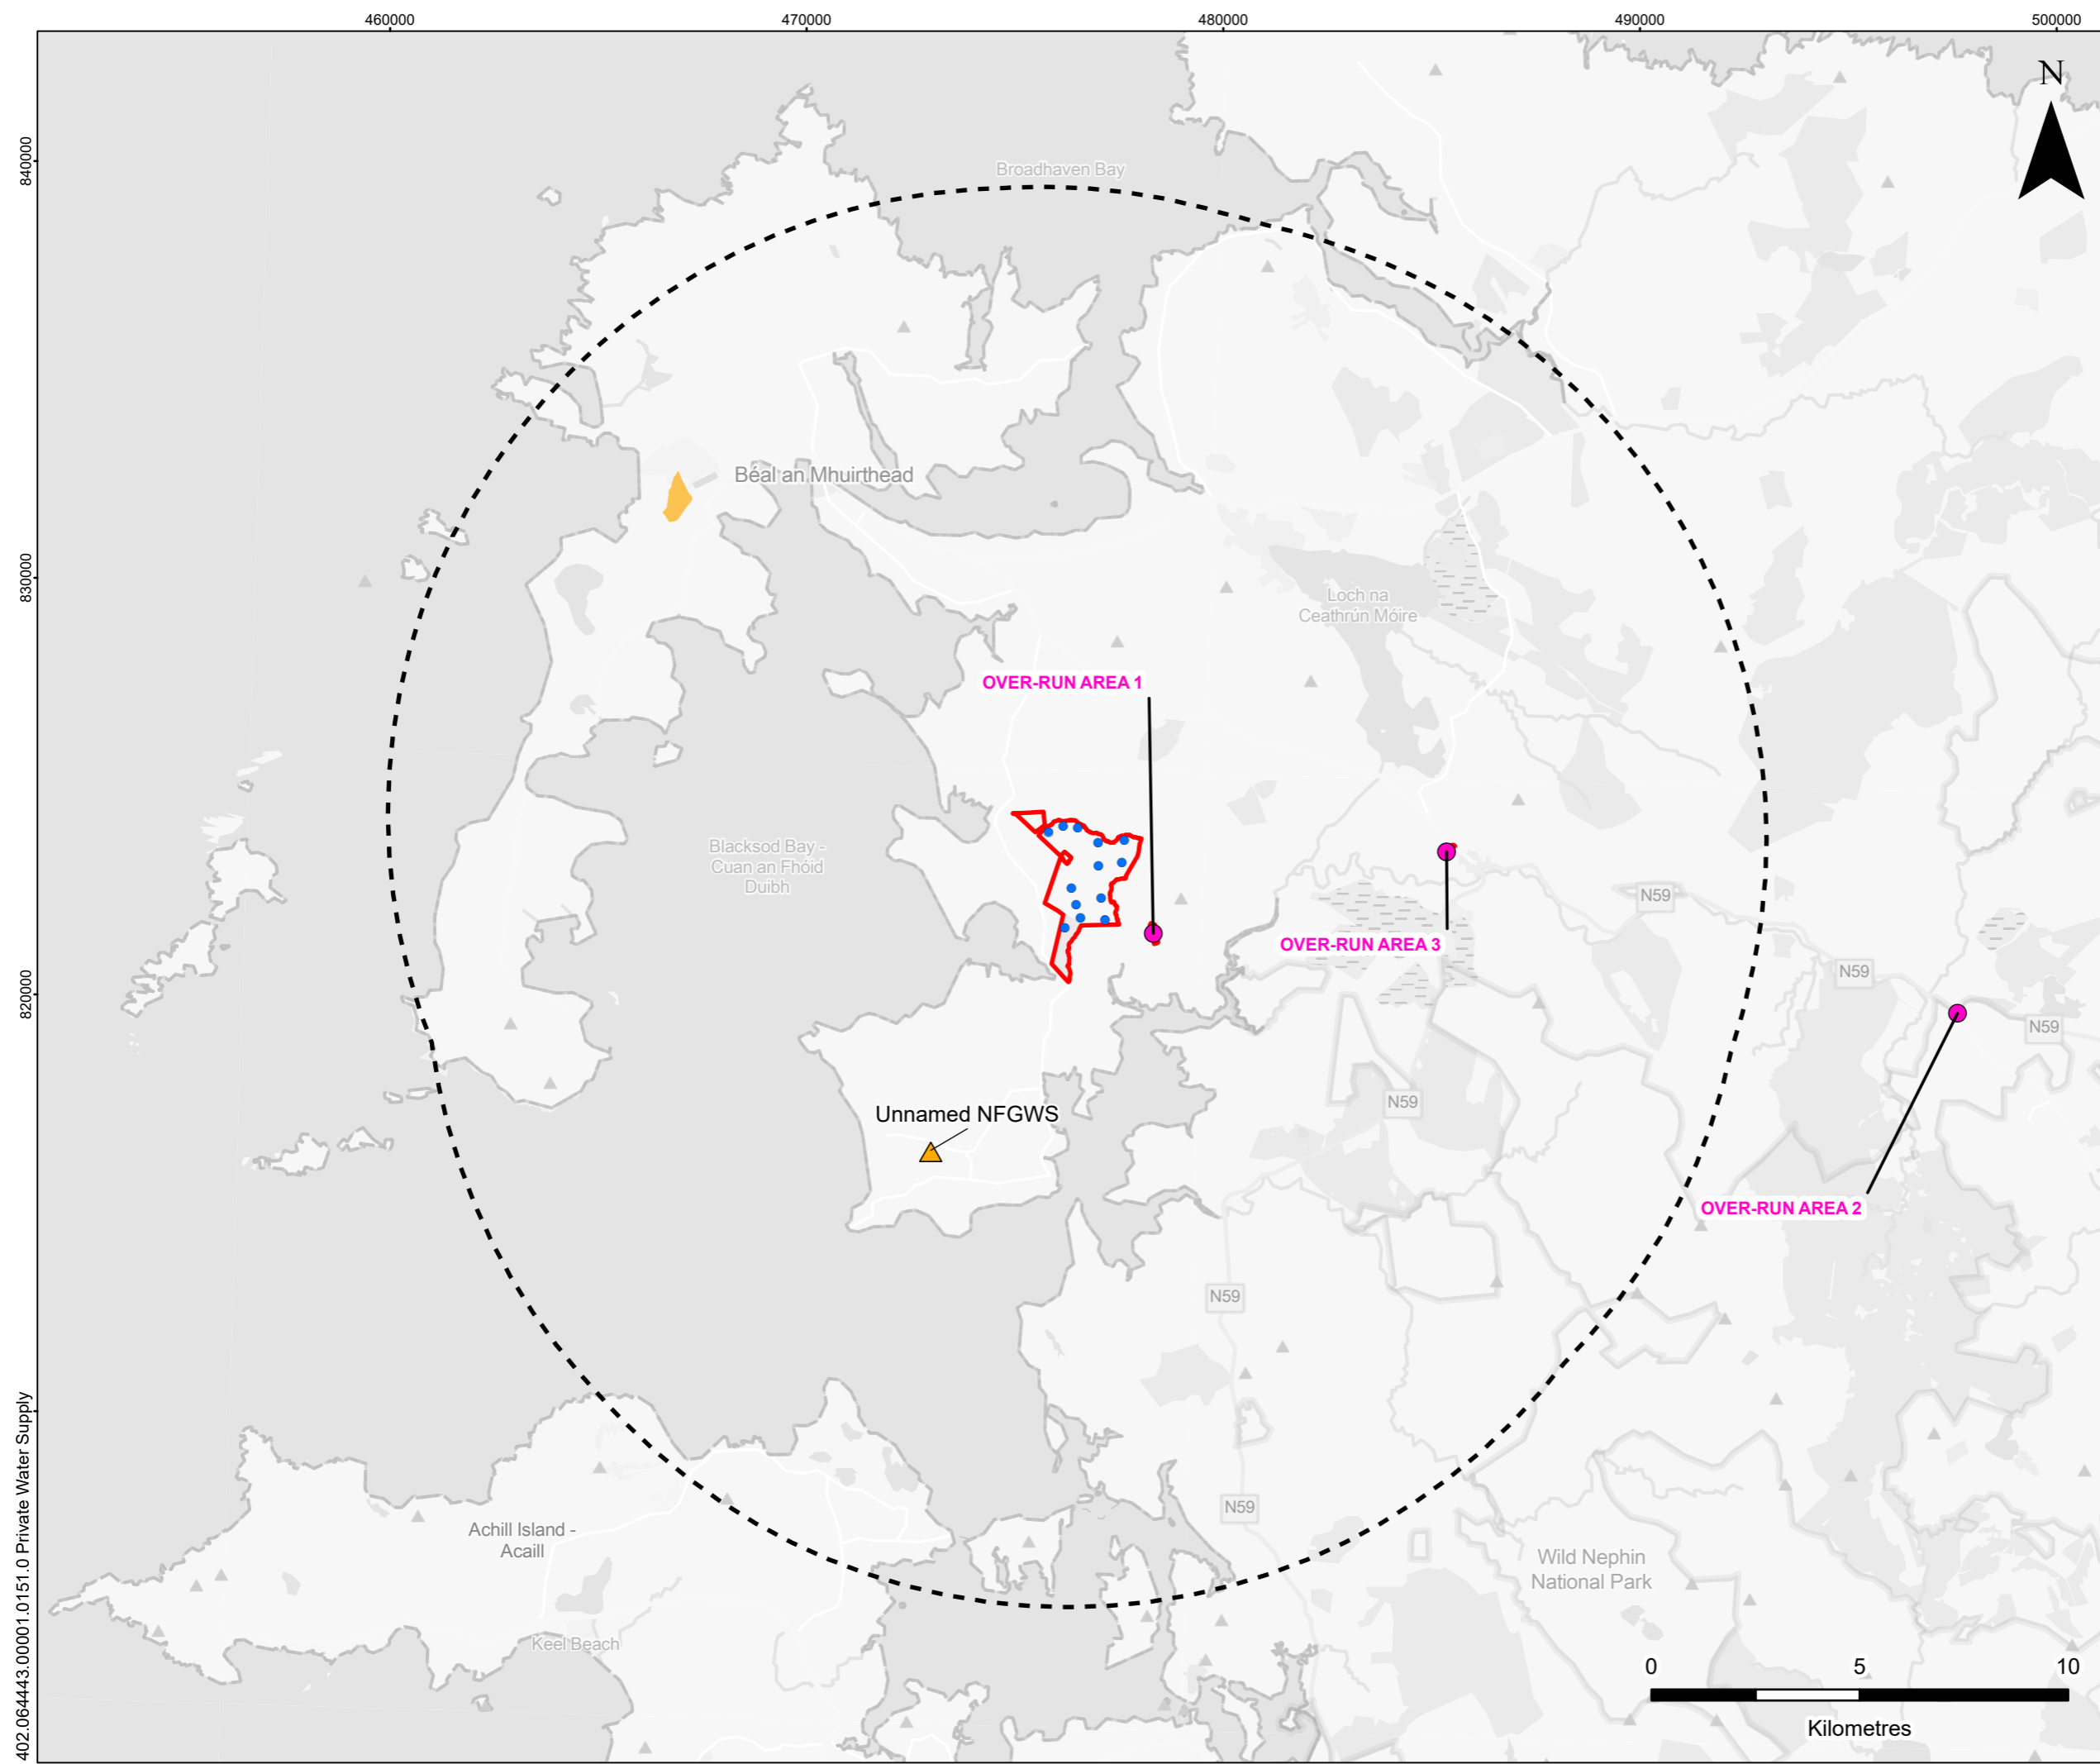 460000
470000
480000
490000
500000
N
840000
Broadhaven Bay
Béal an Mhuirthead
830000
Loch na
Ceathrún Móire
OVER-RUN AREA 1
Blacksod Bay -
Cuan an Fhóid
Duibh
N59
OVER-RUN AREA 3
N59
820000
N59
N59
Unnamed NFGWS
OVER-RUN AREA 2
N59
402.064443.00001.0151.0 Private Water Supply
N59
Achill Island -
Acaill
Wild Nephin
National Park
Keel Beach
0 5 10
Kilometres